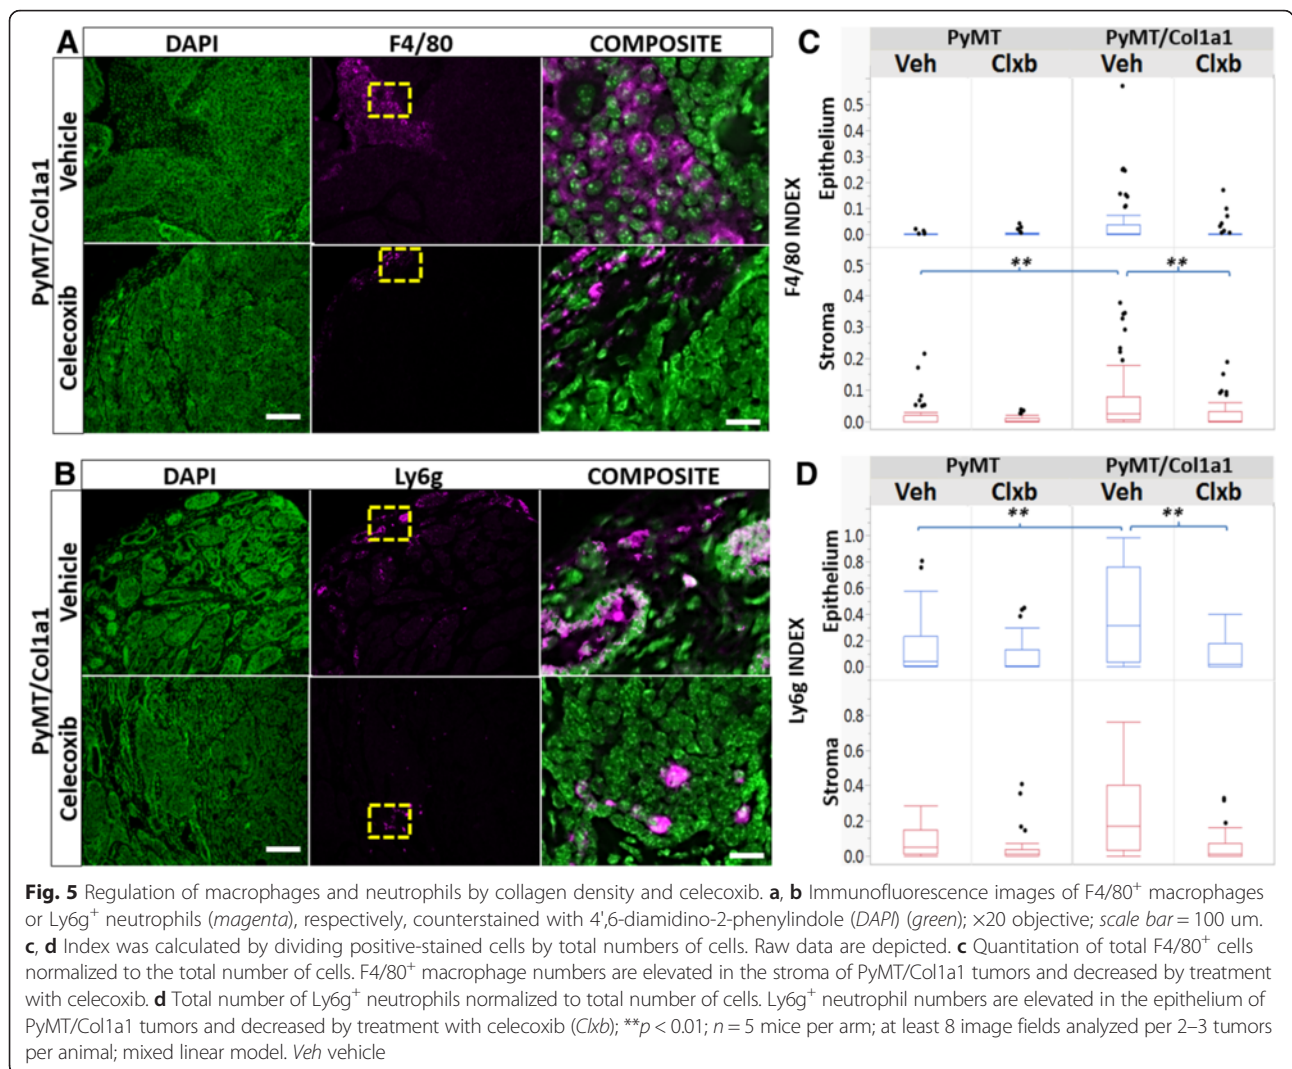 A DAPI F4/80 COMPOSITE
PyMT/Col1a1
Vehicle
Celecoxib
B DAPI Ly6g COMPOSITE
PyMT/Col1a1
Vehicle
Celecoxib
C PyMT PyMT/Col1a1
Veh Clxb Veh Clxb
F4/80 INDEX
Epithelium
0.5
0.4
0.3
0.2
0.1
0.0
** **
Stroma
0.5
0.4
0.3
0.2
0.1
0.0
D PyMT PyMT/Col1a1
Veh Clxb Veh Clxb
** **
Ly6g INDEX
Epithelium
1.0
0.8
0.6
0.4
0.2
0.0
Stroma
0.8
0.6
0.4
0.2
0.0
Fig. 5 Regulation of macrophages and neutrophils by collagen density and celecoxib. a, b Immunofluorescence images of F4/80⁺ macrophages
or Ly6g⁺ neutrophils (magenta), respectively, counterstained with 4',6-diamidino-2-phenylindole (DAPI) (green); ×20 objective; scale bar = 100 um.
c, d Index was calculated by dividing positive-stained cells by total numbers of cells. Raw data are depicted. c Quantitation of total F4/80⁺ cells
normalized to the total number of cells. F4/80⁺ macrophage numbers are elevated in the stroma of PyMT/Col1a1 tumors and decreased by treatment
with celecoxib. d Total number of Ly6g⁺ neutrophils normalized to total number of cells. Ly6g⁺ neutrophil numbers are elevated in the epithelium of
PyMT/Col1a1 tumors and decreased by treatment with celecoxib (Clxb); **p < 0.01; n = 5 mice per arm; at least 8 image fields analyzed per 2–3 tumors
per animal; mixed linear model. Veh vehicle